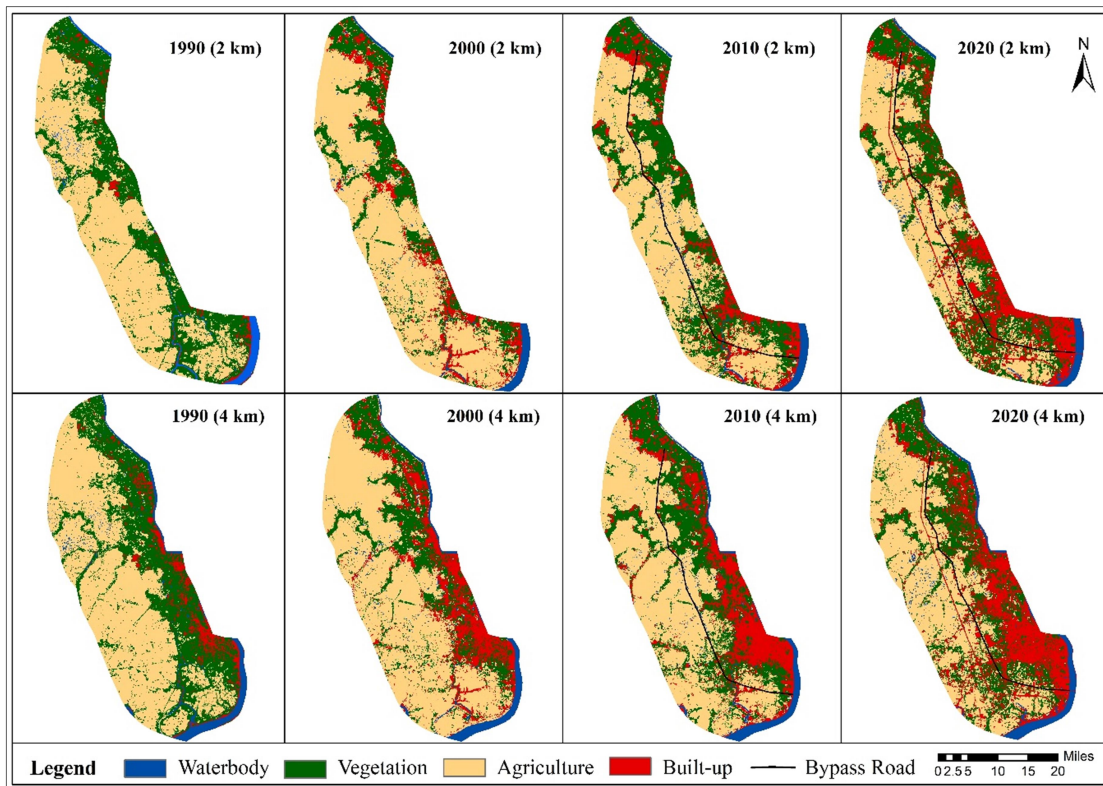 1990 (2 km)
2000 (2 km)
2010 (2 km)
2020 (2 km)
N
1990 (4 km)
2000 (4 km)
2010 (4 km)
2020 (4 km)
Legend Waterbody Vegetation Agriculture Built-up Bypass Road
Miles
0 2.5 5 10 15 20